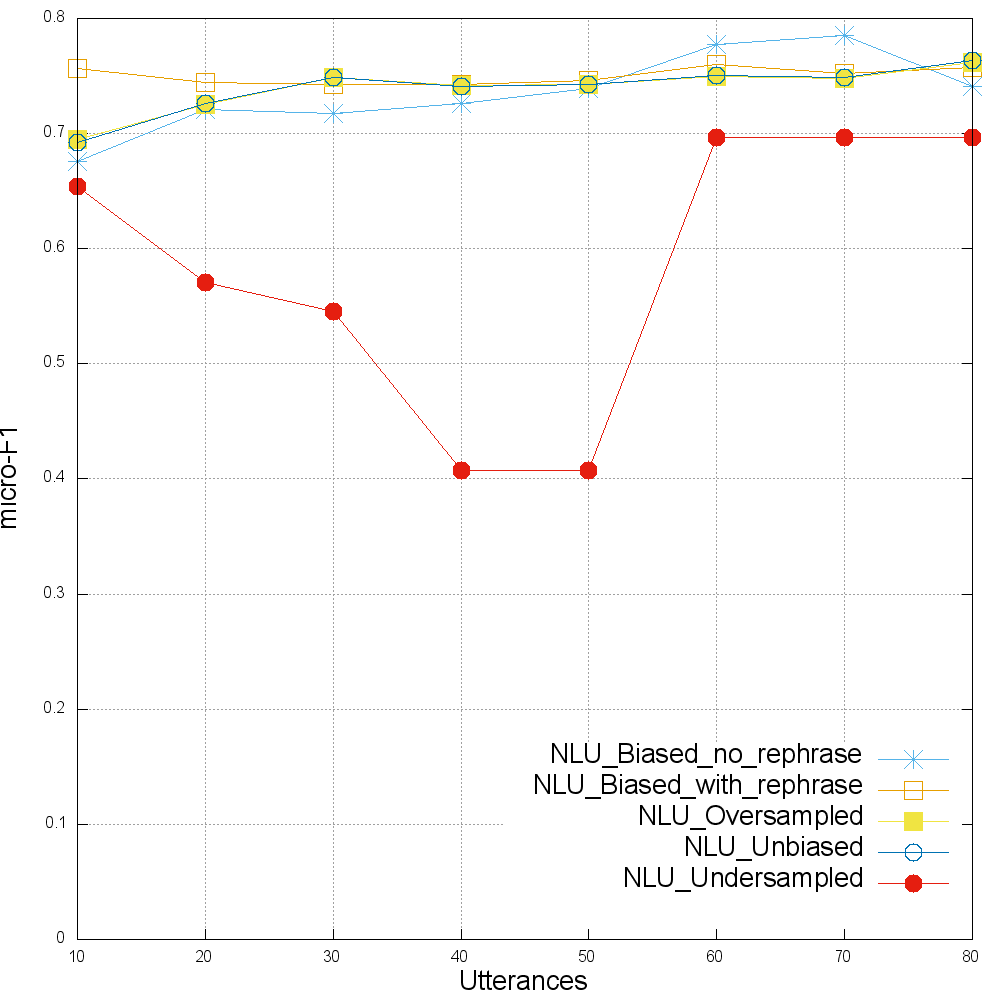 0.8
0.7
0.6
0.5
0.4
0.3
0.2
0.1
0
micro-F1
NLU_Biased_no_rephrase
NLU_Biased_with_rephrase
NLU_Oversampled
NLU_Unbiased
NLU_Undersampled
10 20 30 40 50 60 70 80
Utterances